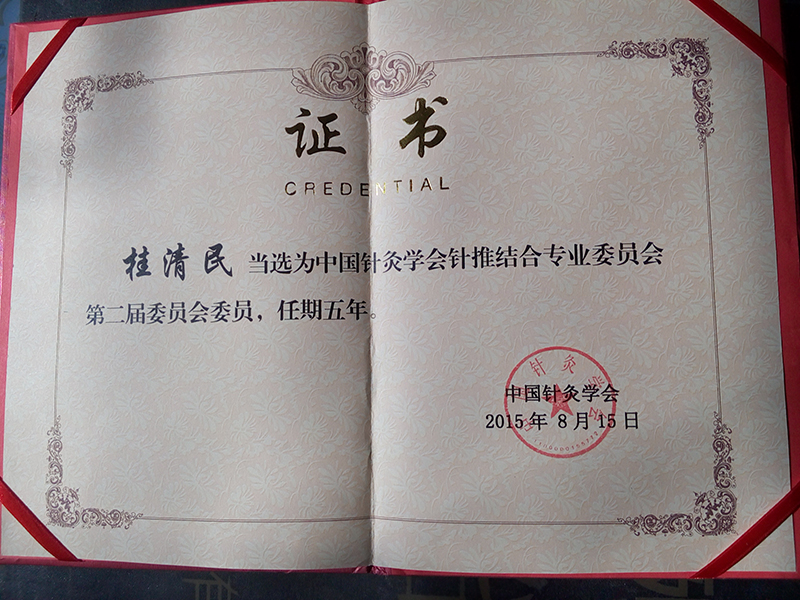 证书
CREDENTIAL
桂清民 当选为中国针灸学会针推结合专业委员会
第二届委员会委员，任期五年。
中国针灸学会
2015年8月15日